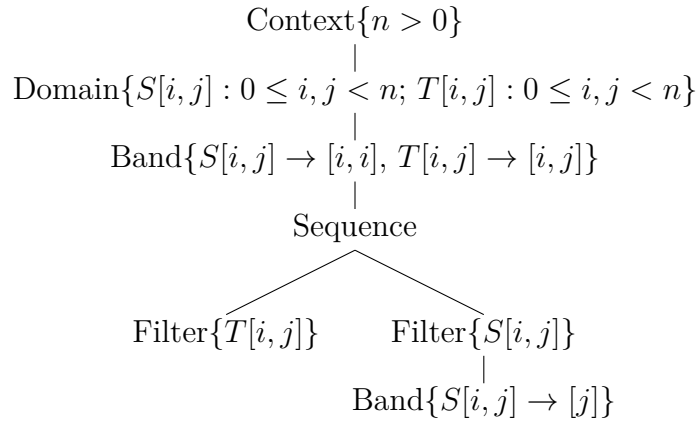 Context{n > 0}
Domain{S[i, j] : 0 ≤ i, j < n; T[i, j] : 0 ≤ i, j < n}
Band{S[i, j] → [i, i], T[i, j] → [i, j]}
Sequence
Filter{T[i, j]} Filter{S[i, j]}
Band{S[i, j] → [j]}